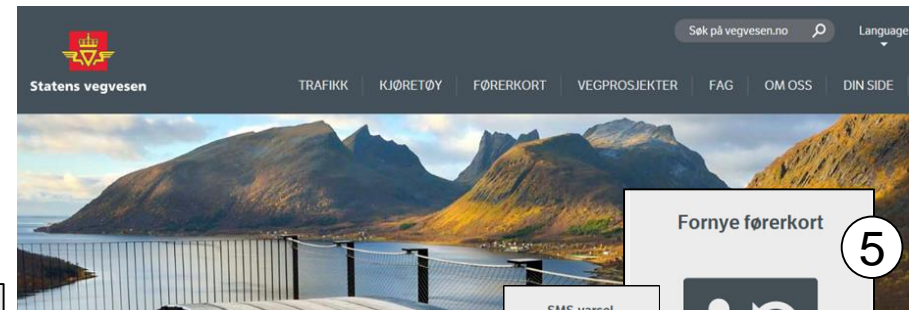 Søk på vegvesen.no
Language
Statens vegvesen
TRAFIKK
KJØRETØY
FØRERKORT
VEGPROSJEKTER
FAG
OM OSS
DIN SIDE
Fornye førerkort
5
SMS-varsel